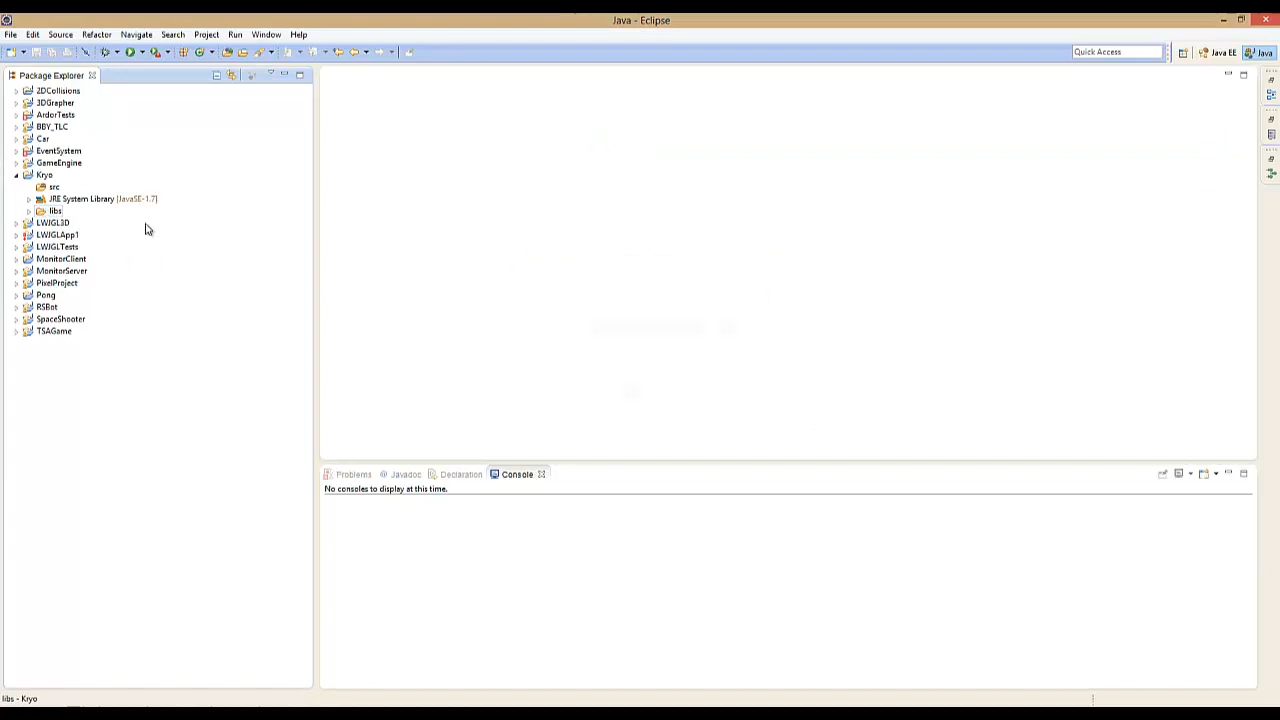 Java - Eclipse
File Edit Source Refactor Navigate Search Project Run Window Help
Quick Access Java EE Java
Package Explorer
2DCollisions
3DGrapher
ArdorTests
BBY_TLC
Car
EventSystem
GameEngine
Kryo
src
JRE System Library [JavaSE-1.7]
libs
LWJGL3D
LWJGLApp1
LWJGLTests
MonitorClient
MonitorServer
PixelProject
Pong
RSBot
SpaceShooter
TSAGame
Problems @ Javadoc Declaration Console
No consoles to display at this time.
libs - Kryo